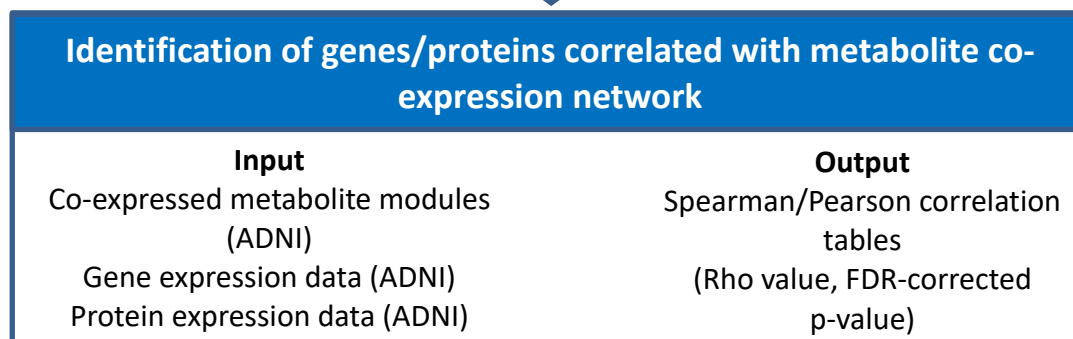 Identification of genes/proteins correlated with metabolite co-
expression network
Input
Co-expressed metabolite modules
(ADNI)
Gene expression data (ADNI)
Protein expression data (ADNI)
Output
Spearman/Pearson correlation
tables
(Rho value, FDR-corrected
p-value)